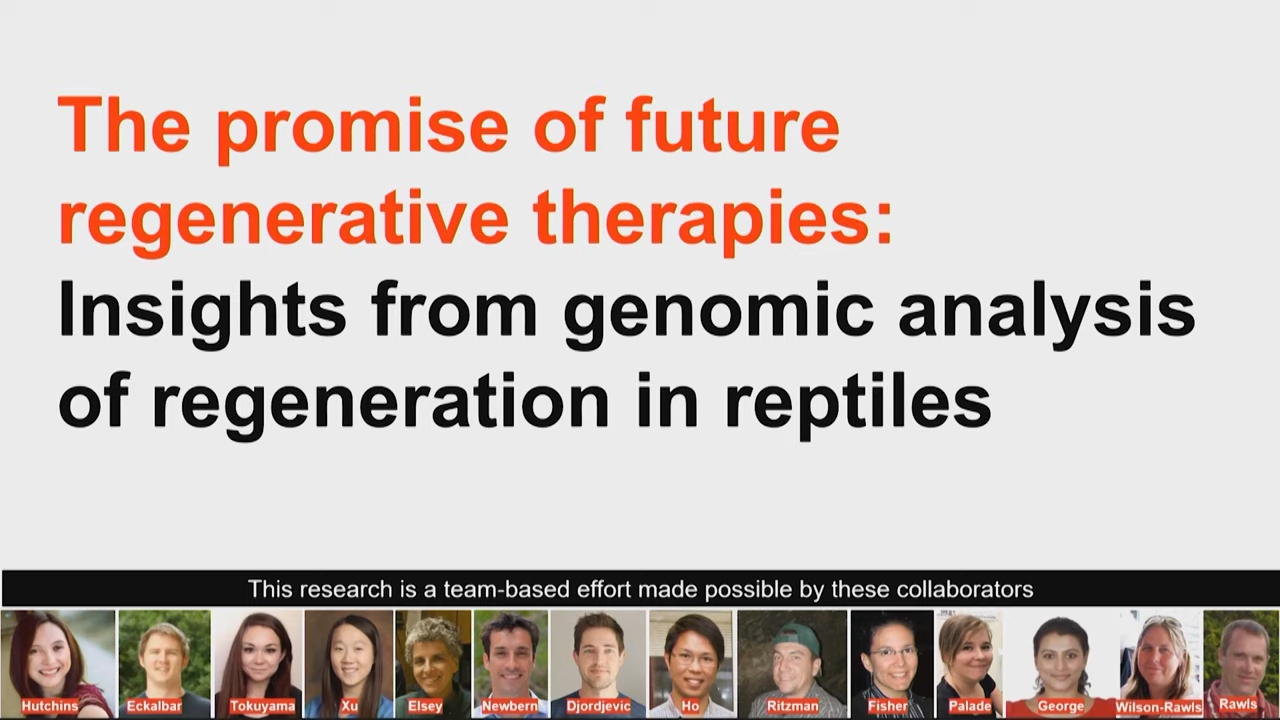 The promise of future
regenerative therapies:
Insights from genomic analysis
of regeneration in reptiles
This research is a team-based effort made possible by these collaborators
Hutchins Eckalbar Tokuyama Xu Elsey Newbern Djordjevic Ho Ritzman Fisher Palade George Wilson-Rawls Rawls